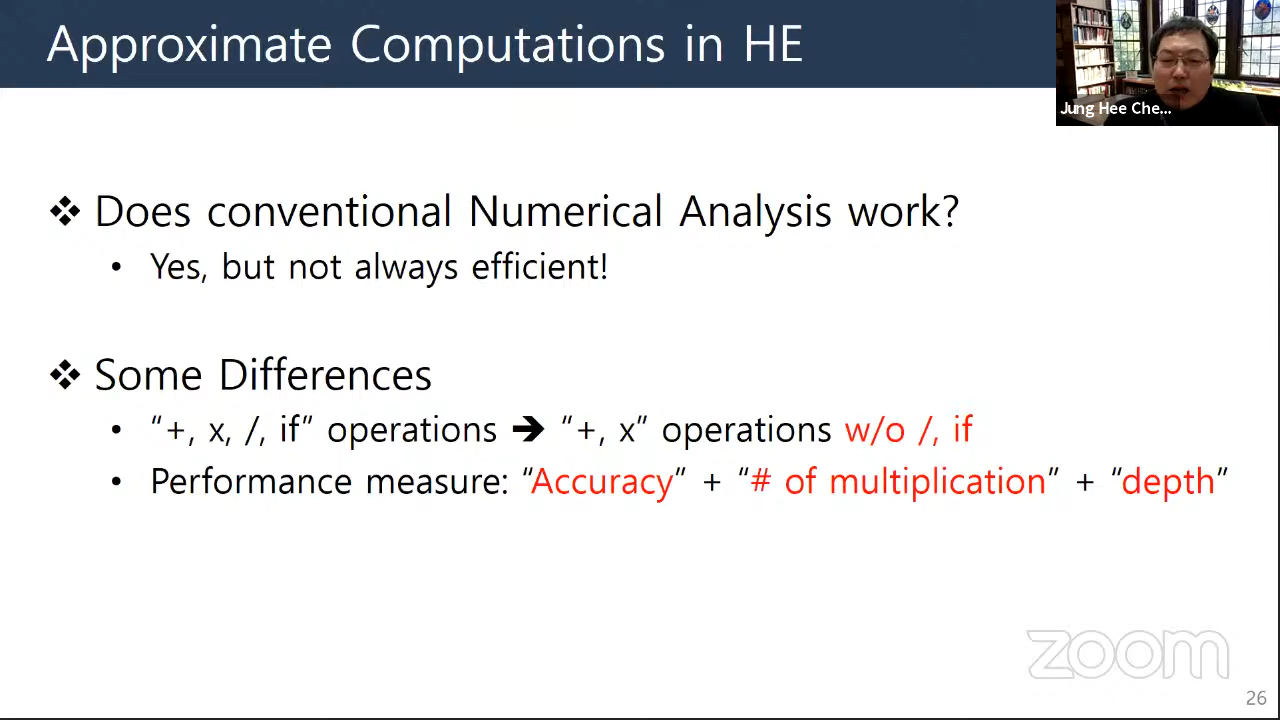 Approximate Computations in HE
Jung Hee Che...
❖ Does conventional Numerical Analysis work?
• Yes, but not always efficient!
❖ Some Differences
• “+, x, /, if” operations ➔ “+, x” operations w/o /, if
• Performance measure: “Accuracy” + “# of multiplication” + “depth”
zoom
26